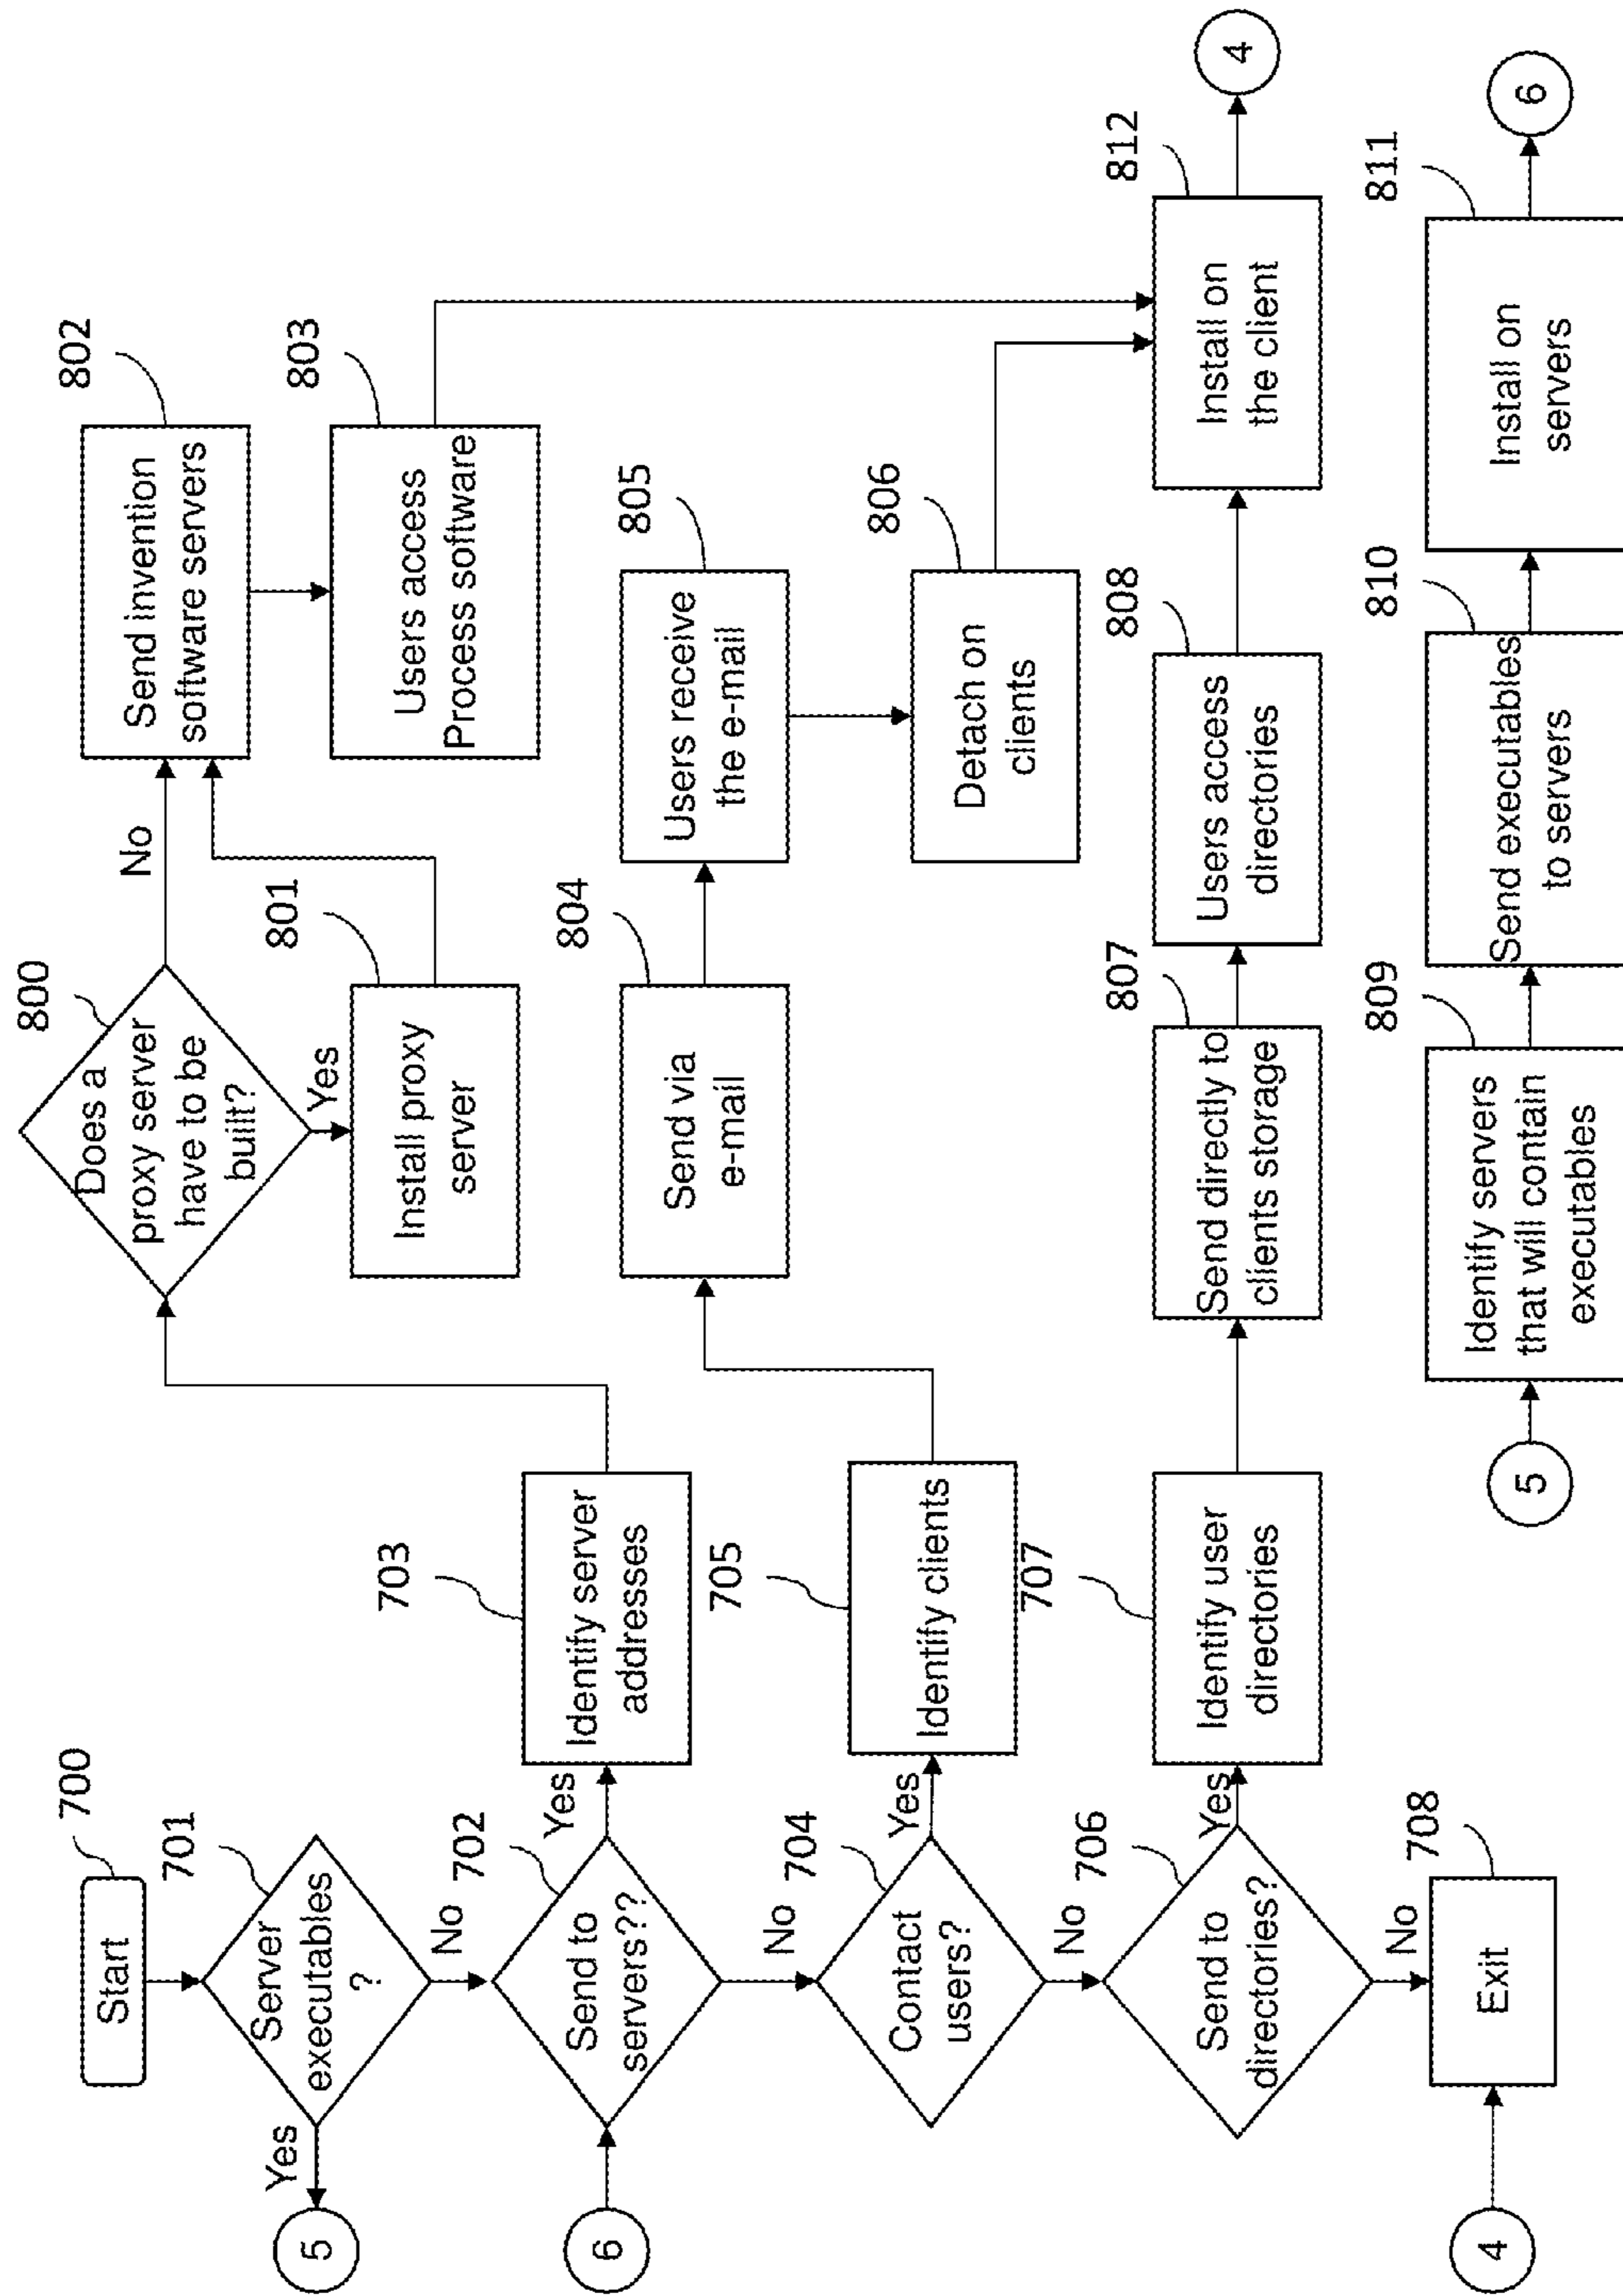 700
Start
701
Server
executables
?
Yes
5
No
702
Send to
servers??
6
Yes
703
Identify server
addresses
No
704
Contact
users?
Yes
705
Identify clients
No
706
Send to
directories?
Yes
707
Identify user
directories
No
708
Exit
4
800
Does a
proxy server
have to be
built?
No
Yes
801
Install proxy
server
802
Send invention
software servers
803
Users access
Process software
804
Send via
e-mail
805
Users receive
the e-mail
806
Detach on
clients
807
Send directly to
clients storage
808
Users access
directories
812
Install on
the client
4
5
809
Identify servers
that will contain
executables
810
Send executables
to servers
811
Install on
servers
6